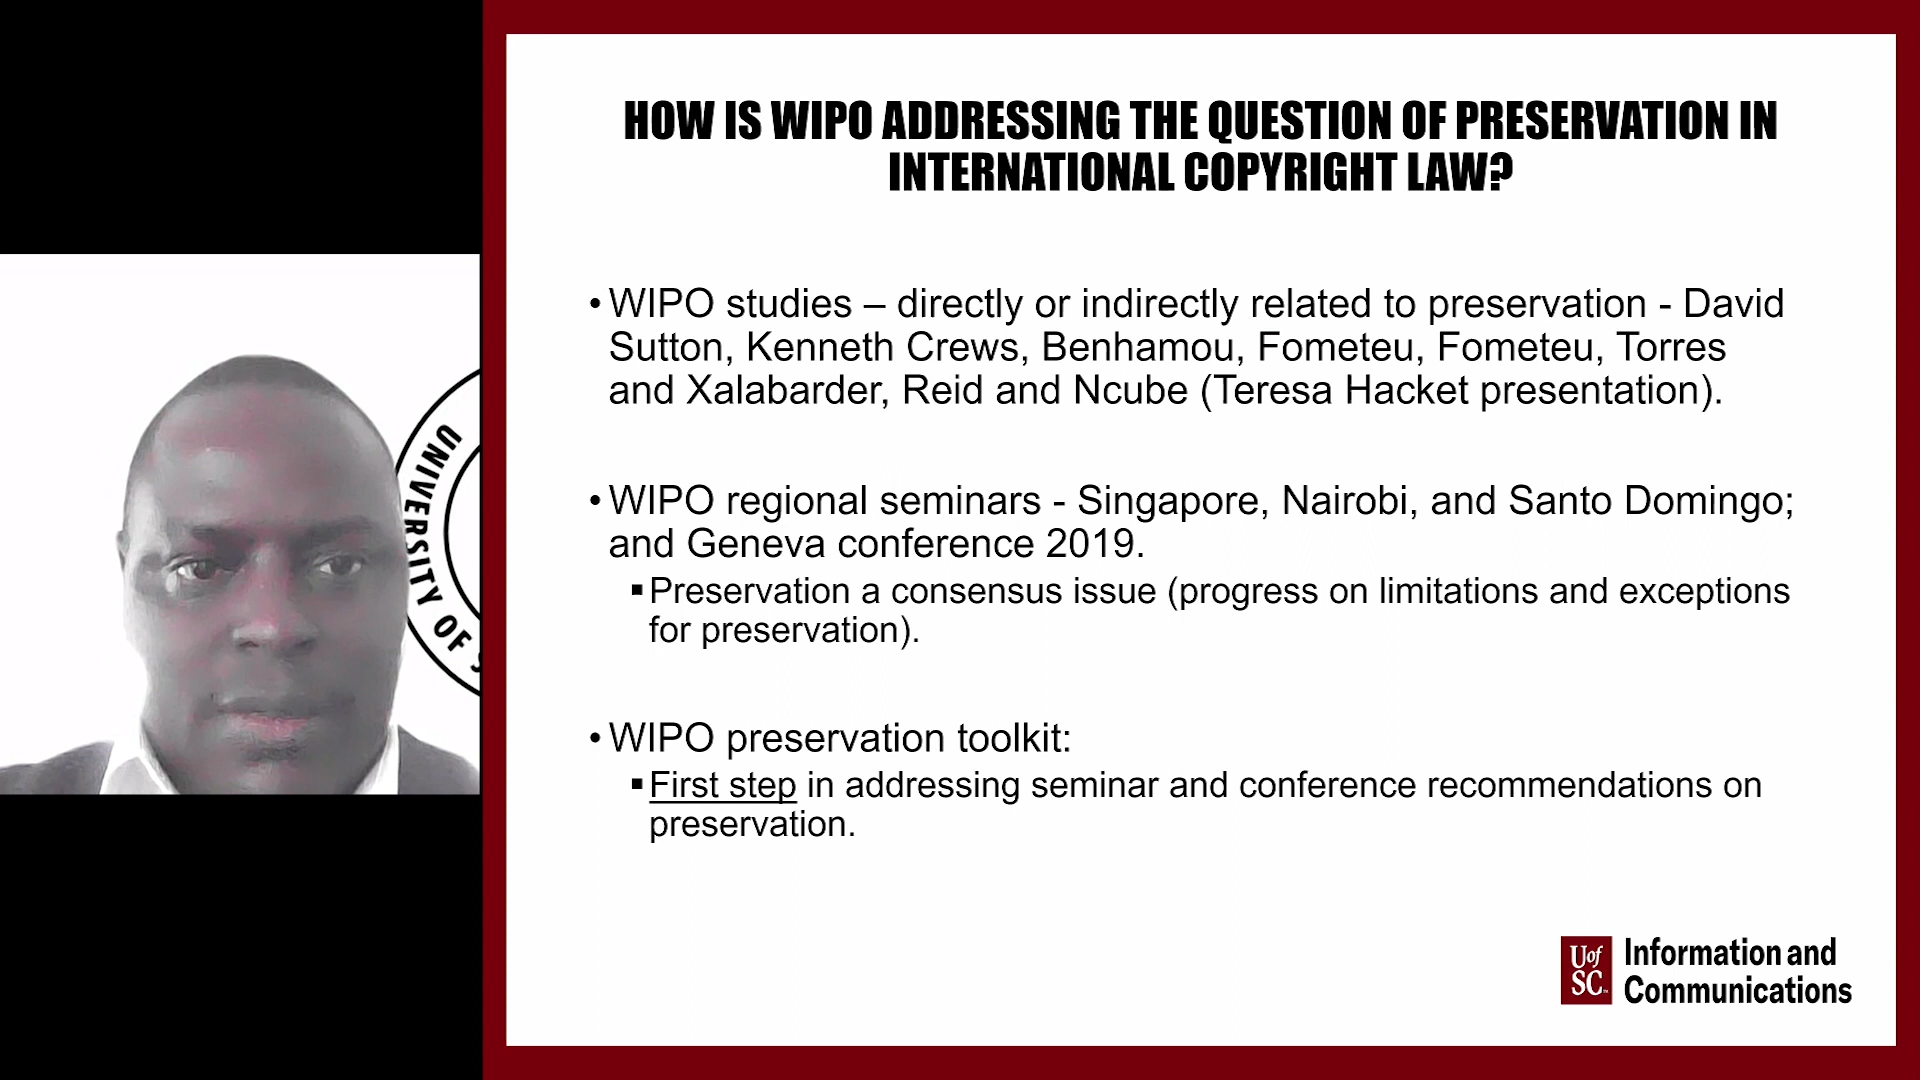 HOW IS WIPO ADDRESSING THE QUESTION OF PRESERVATION IN
INTERNATIONAL COPYRIGHT LAW?
• WIPO studies – directly or indirectly related to preservation - David
Sutton, Kenneth Crews, Benhamou, Fometeu, Fometeu, Torres
and Xalabarder, Reid and Ncube (Teresa Hacket presentation).
• WIPO regional seminars - Singapore, Nairobi, and Santo Domingo;
and Geneva conference 2019.
▪ Preservation a consensus issue (progress on limitations and exceptions
for preservation).
• WIPO preservation toolkit:
▪ First step in addressing seminar and conference recommendations on
preservation.
UNIVERSITY OF S
U of
SC
Information and
Communications